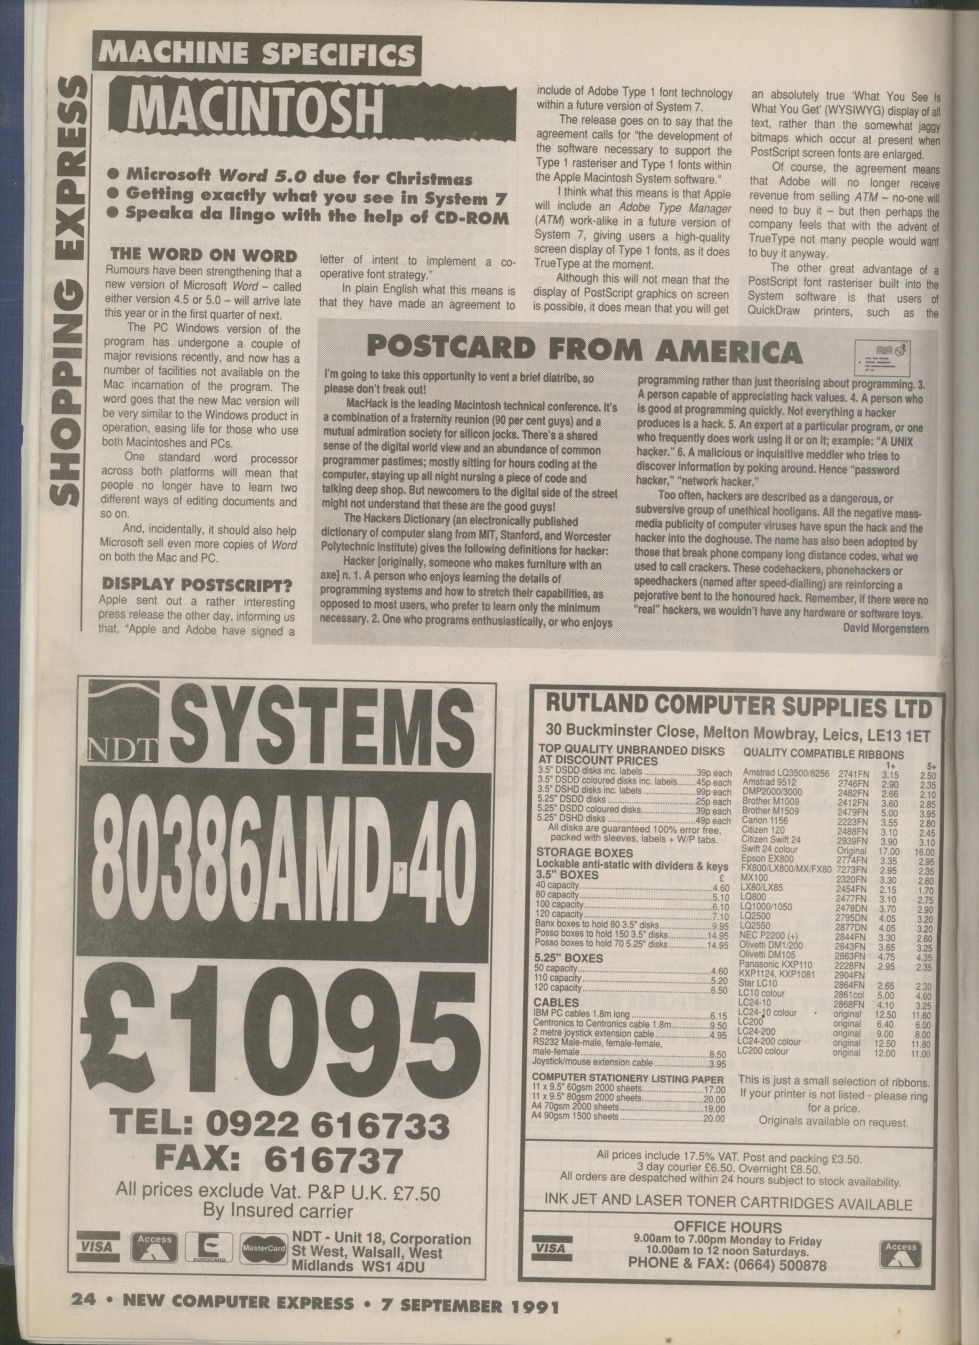 MACHINE SPECIFICS
SHOPPING EXPRESS
MACINTOSH
● Microsoft Word 5.0 due for Christmas
● Getting exactly what you see in System 7
● Speaka da lingo with the help of CD-ROM
THE WORD ON WORD
Rumours have been strengthening that a
new version of Microsoft Word – called
either version 4.5 or 5.0 – will arrive late
this year or in the first quarter of next.
The PC Windows version of the
program has undergone a couple of
major revisions recently, and now has a
number of facilities not available on the
Mac incarnation of the program. The
word goes that the new Mac version will
be very similar to the Windows product in
operation, easing life for those who use
both Macintoshes and PCs.
One standard word processor
across both platforms will mean that
people no longer have to learn two
different ways of editing documents and
so on.
And, incidentally, it should also help
Microsoft sell even more copies of Word
on both the Mac and PC.
DISPLAY POSTSCRIPT?
Apple sent out a rather interesting
press release the other day, informing us
that, "Apple and Adobe have signed a
letter of intent to implement a co-
operative font strategy."
In plain English what this means is
that they have made an agreement to
include of Adobe Type 1 font technology
within a future version of System 7.
The release goes on to say that the
agreement calls for "the development of
the software necessary to support the
Type 1 rasteriser and Type 1 fonts within
the Apple Macintosh System software."
I think what this means is that Apple
will include an Adobe Type Manager
(ATM) work-alike in a future version of
System 7, giving users a high-quality
screen display of Type 1 fonts, as it does
TrueType at the moment.
Although this will not mean that the
display of PostScript graphics on screen
is possible, it does mean that you will get
an absolutely true 'What You See Is
What You Get' (WYSIWYG) display of all
text, rather than the somewhat jaggy
bitmaps which occur at present when
PostScript screen fonts are enlarged.
Of course, the agreement means
that Adobe will no longer receive
revenue from selling ATM – no-one will
need to buy it – but then perhaps the
company feels that with the advent of
TrueType not many people would want
to buy it anyway.
The other great advantage of a
PostScript font rasteriser built into the
System software is that users of
QuickDraw printers, such as the
POSTCARD FROM AMERICA
I'm going to take this opportunity to vent a brief diatribe, so
please don't freak out!
MacHack is the leading Macintosh technical conference. It's
a combination of a fraternity reunion (90 per cent guys) and a
mutual admiration society for silicon jocks. There's a shared
sense of the digital world view and an abundance of common
programmer pastimes; mostly sitting for hours coding at the
computer, staying up all night nursing a piece of code and
talking deep shop. But newcomers to the digital side of the street
might not understand that these are the good guys!
The Hackers Dictionary (an electronically published
dictionary of computer slang from MIT, Stanford, and Worcester
Polytechnic Institute) gives the following definitions for hacker:
Hacker [originally, someone who makes furniture with an
axe] n. 1. A person who enjoys learning the details of
programming systems and how to stretch their capabilities, as
opposed to most users, who prefer to learn only the minimum
necessary. 2. One who programs enthusiastically, or who enjoys
programming rather than just theorising about programming. 3.
A person capable of appreciating hack values. 4. A person who
is good at programming quickly. Not everything a hacker
produces is a hack. 5. An expert at a particular program, or one
who frequently does work using it or on it; example: "A UNIX
hacker." 6. A malicious or inquisitive meddler who tries to
discover information by poking around. Hence "password
hacker," "network hacker."
Too often, hackers are described as a dangerous, or
subversive group of unethical hooligans. All the negative mass-
media publicity of computer viruses have spun the hack and the
hacker into the doghouse. The name has also been adopted by
those that break phone company long distance codes, what we
used to call crackers. These codehackers, phonehackers or
speedhackers (named after speed-dialling) are reinforcing a
pejorative bent to the honoured hack. Remember, if there were no
"real" hackers, we wouldn't have any hardware or software toys.
David Morgenstern
NDT SYSTEMS
80386AMD-40
£1095
TEL: 0922 616733
FAX: 616737
All prices exclude Vat. P&P U.K. £7.50
By Insured carrier
VISA Access EUROCARD MasterCard
NDT - Unit 18, Corporation
St West, Walsall, West
Midlands WS1 4DU
RUTLAND COMPUTER SUPPLIES LTD
30 Buckminster Close, Melton Mowbray, Leics, LE13 1ET
TOP QUALITY UNBRANDED DISKS
AT DISCOUNT PRICES
3.5" DSDD disks inc. labels ....................39p each
3.5" DSDD coloured disks inc. labels.......45p each
3.5" DSHD disks inc. labels ....................99p each
5.25" DSDD disks ..................................25p each
5.25" DSDD coloured disks.....................39p each
5.25" DSHD disks ..................................49p each
All disks are guaranteed 100% error free,
packed with sleeves, labels + W/P tabs.
STORAGE BOXES
Lockable anti-static with dividers & keys
3.5" BOXES £
40 capacity..................................4.60
80 capacity..................................5.10
100 capacity................................6.10
120 capacity................................7.10
Banx boxes to hold 80 3.5" disks..............9.95
Posso boxes to hold 150 3.5" disks..........14.95
Posso boxes to hold 70 5.25" disks..........14.95
5.25" BOXES
50 capacity..................................4.60
110 capacity................................5.20
120 capacity................................6.50
CABLES
IBM PC cables 1.8m long .....................6.15
Centronics to Centronics cable 1.8m..........9.50
2 metre joystick extension cable ..............4.95
RS232 Male-male, female-female,
male-female .................................8.50
Joystick/mouse extension cable ..............3.95
COMPUTER STATIONERY LISTING PAPER
11 x 9.5" 60gsm 2000 sheets................17.00
11 x 9.5" 80gsm 2000 sheets................20.00
A4 70gsm 2000 sheets......................19.00
A4 90gsm 1500 sheets......................20.00
QUALITY COMPATIBLE RIBBONS
1+ 5+
Amstrad LQ3500/8256 2741FN 3.15 2.50
Amstrad 9512 2746FN 2.90 2.35
DMP2000/3000 2482FN 2.66 2.10
Brother M1009 2412FN 3.60 2.85
Brother M1509 2479FN 5.00 3.95
Canon 1156 2223FN 3.55 2.80
Citizen 120 2488FN 3.10 2.45
Citizen Swift 24 2939FN 3.90 3.10
Swift 24 colour Original 17.00 16.00
Epson EX800 2774FN 3.35 2.95
FX800/LX800/MX/FX80 7273FN 2.95 2.35
MX100 2320FN 3.30 2.60
LX80/LX85 2454FN 2.15 1.70
LQ800 2477FN 3.10 2.75
LQ1000/1050 2478DN 3.70 2.90
LQ2500 2795DN 4.05 3.20
LQ2550 2877DN 4.05 3.20
NEC P2200 (+) 2844FN 3.30 2.60
Olivetti DM1/200 2843FN 3.65 3.25
Olivetti DM105 2863FN 4.75 4.35
Panasonic KXP110 2228FN 2.95 2.35
KXP1124, KXP1081 2904FN
Star LC10 2864FN 2.65 2.30
LC10 colour 2861col 5.00 4.60
LC24-10 2868FN 4.10 3.25
LC24-10 colour original 12.50 11.60
LC200 original 6.40 6.00
LC24-200 original 9.00 8.00
LC24-200 colour original 12.50 11.80
LC200 colour original 12.00 11.00
This is just a small selection of ribbons.
If your printer is not listed - please ring
for a price.
Originals available on request.
All prices include 17.5% VAT. Post and packing £3.50.
3 day courier £6.50. Overnight £8.50.
All orders are despatched within 24 hours subject to stock availability.
INK JET AND LASER TONER CARTRIDGES AVAILABLE
OFFICE HOURS
9.00am to 7.00pm Monday to Friday
10.00am to 12 noon Saturdays.
PHONE & FAX: (0664) 500878
VISA Access
24 • NEW COMPUTER EXPRESS • 7 SEPTEMBER 1991